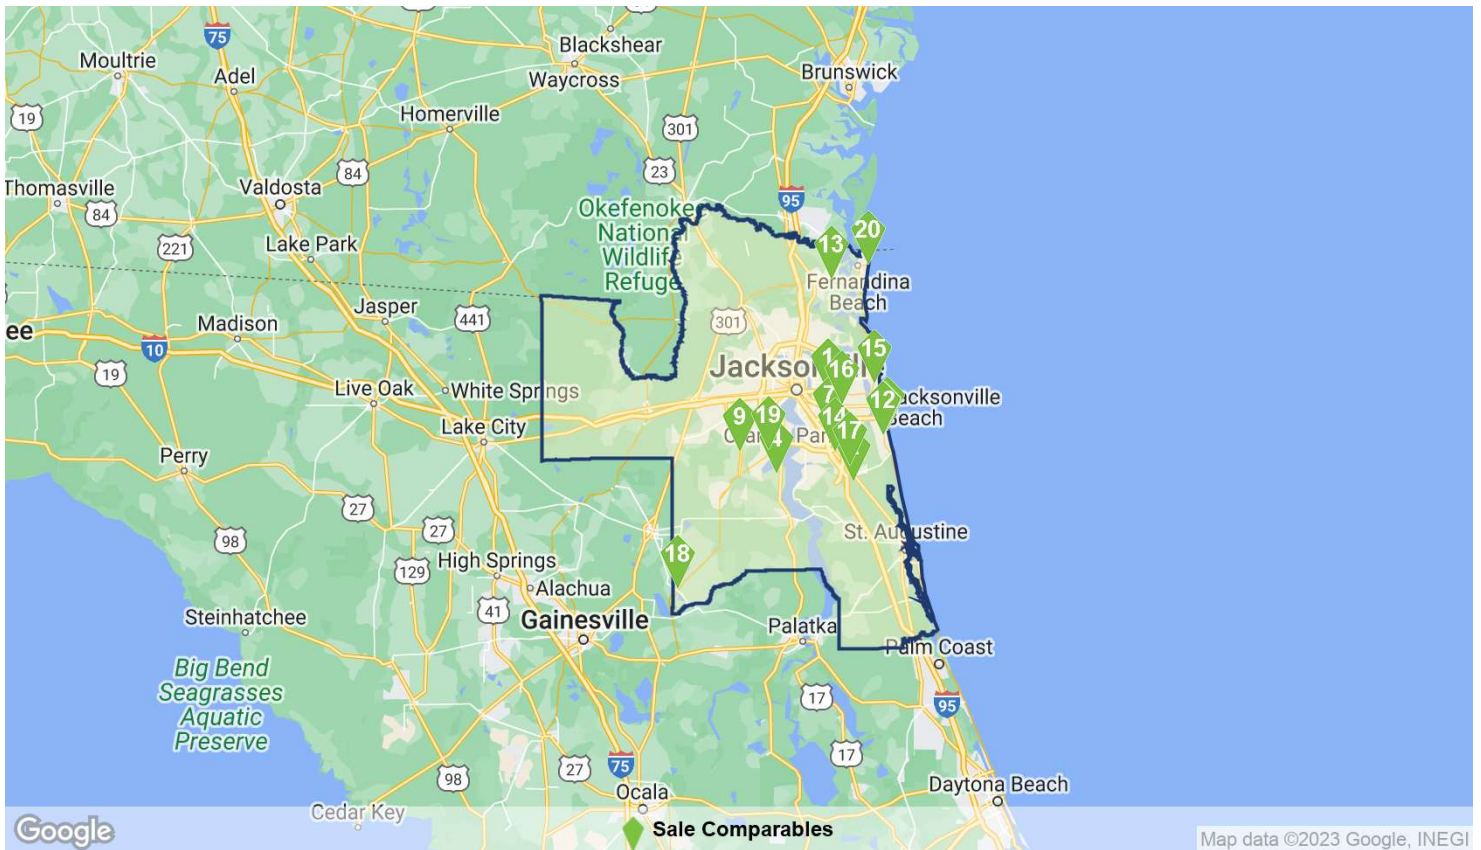 75
Moultrie
Adel
Blackshear
Waycross
Brunswick
19
Homerville
301
23
Thomasville
84
Valdosta
84
95
Okefenoke
National
Wildlife
Refuge
221
Lake Park
13
20
Fernandina
Beach
Jasper
441
301
ee
Madison
10
19
Live Oak
White Springs
Jacksonville
1
15
16
7
12
Jacksonville
Beach
9
19
14
17
4
Lake City
Perry
27
27
98
St. Augustine
High Springs
129
18
Alachua
41
Steinhatchee
Gainesville
Palatka
Palm Coast
Big Bend
Seagrasses
Aquatic
Preserve
17
95
17
75
27
98
Ocala
Daytona Beach
Cedar Key
Google
Sale Comparables
Map data ©2023 Google, INEGI